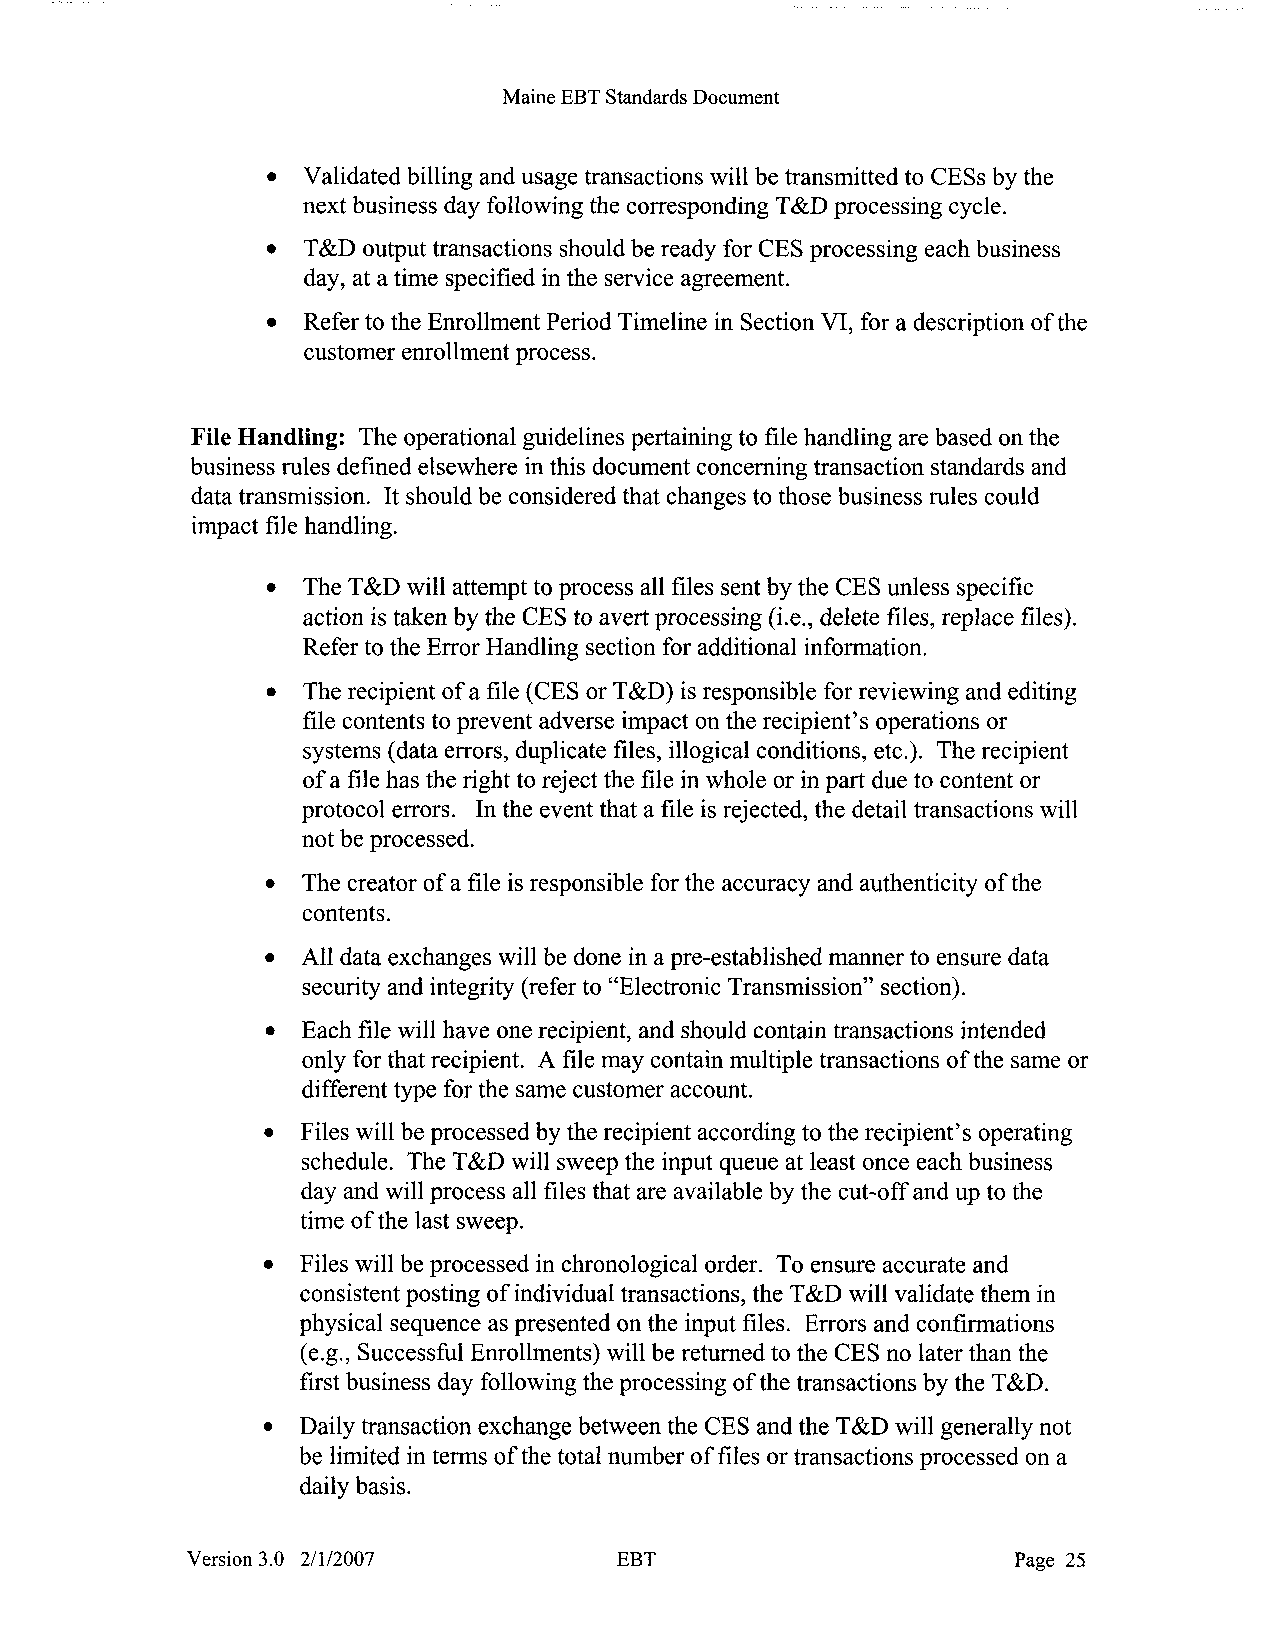 Maine EBT Standards Document
• Validated billing and usage transactions will be transmitted to CESs by the
next business day following the corresponding T&D processing cycle.
• T&D output transactions should be ready for CES processing each business
day, at a time specified in the service agreement.
• Refer to the Enrollment Period Timeline in Section VI, for a description of the
customer enrollment process.
File Handling: The operational guidelines pertaining to file handling are based on the
business rules defined elsewhere in this document concerning transaction standards and
data transmission. It should be considered that changes to those business rules could
impact file handling.
• The T&D will attempt to process all files sent by the CES unless specific
action is taken by the CES to avert processing (i.e., delete files, replace files).
Refer to the Error Handling section for additional information.
• The recipient of a file (CES or T&D) is responsible for reviewing and editing
file contents to prevent adverse impact on the recipient's operations or
systems (data errors, duplicate files, illogical conditions, etc.). The recipient
of a file has the right to reject the file in whole or in part due to content or
protocol errors. In the event that a file is rejected, the detail transactions will
not be processed.
• The creator of a file is responsible for the accuracy and authenticity of the
contents.
• All data exchanges will be done in a pre-established manner to ensure data
security and integrity (refer to “Electronic Transmission” section).
• Each file will have one recipient, and should contain transactions intended
only for that recipient. A file may contain multiple transactions of the same or
different type for the same customer account.
• Files will be processed by the recipient according to the recipient's operating
schedule. The T&D will sweep the input queue at least once each business
day and will process all files that are available by the cut-off and up to the
time of the last sweep.
• Files will be processed in chronological order. To ensure accurate and
consistent posting of individual transactions, the T&D will validate them in
physical sequence as presented on the input files. Errors and confirmations
(e.g., Successful Enrollments) will be returned to the CES no later than the
first business day following the processing of the transactions by the T&D.
• Daily transaction exchange between the CES and the T&D will generally not
be limited in terms of the total number of files or transactions processed on a
daily basis.
Version 3.0 2/1/2007 EBT Page 25